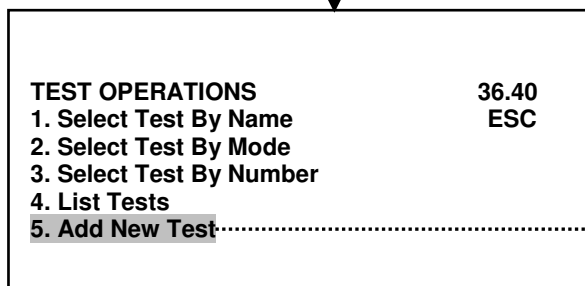 TEST OPERATIONS 36.40
1. Select Test By Name ESC
2. Select Test By Mode
3. Select Test By Number
4. List Tests
5. Add New Test